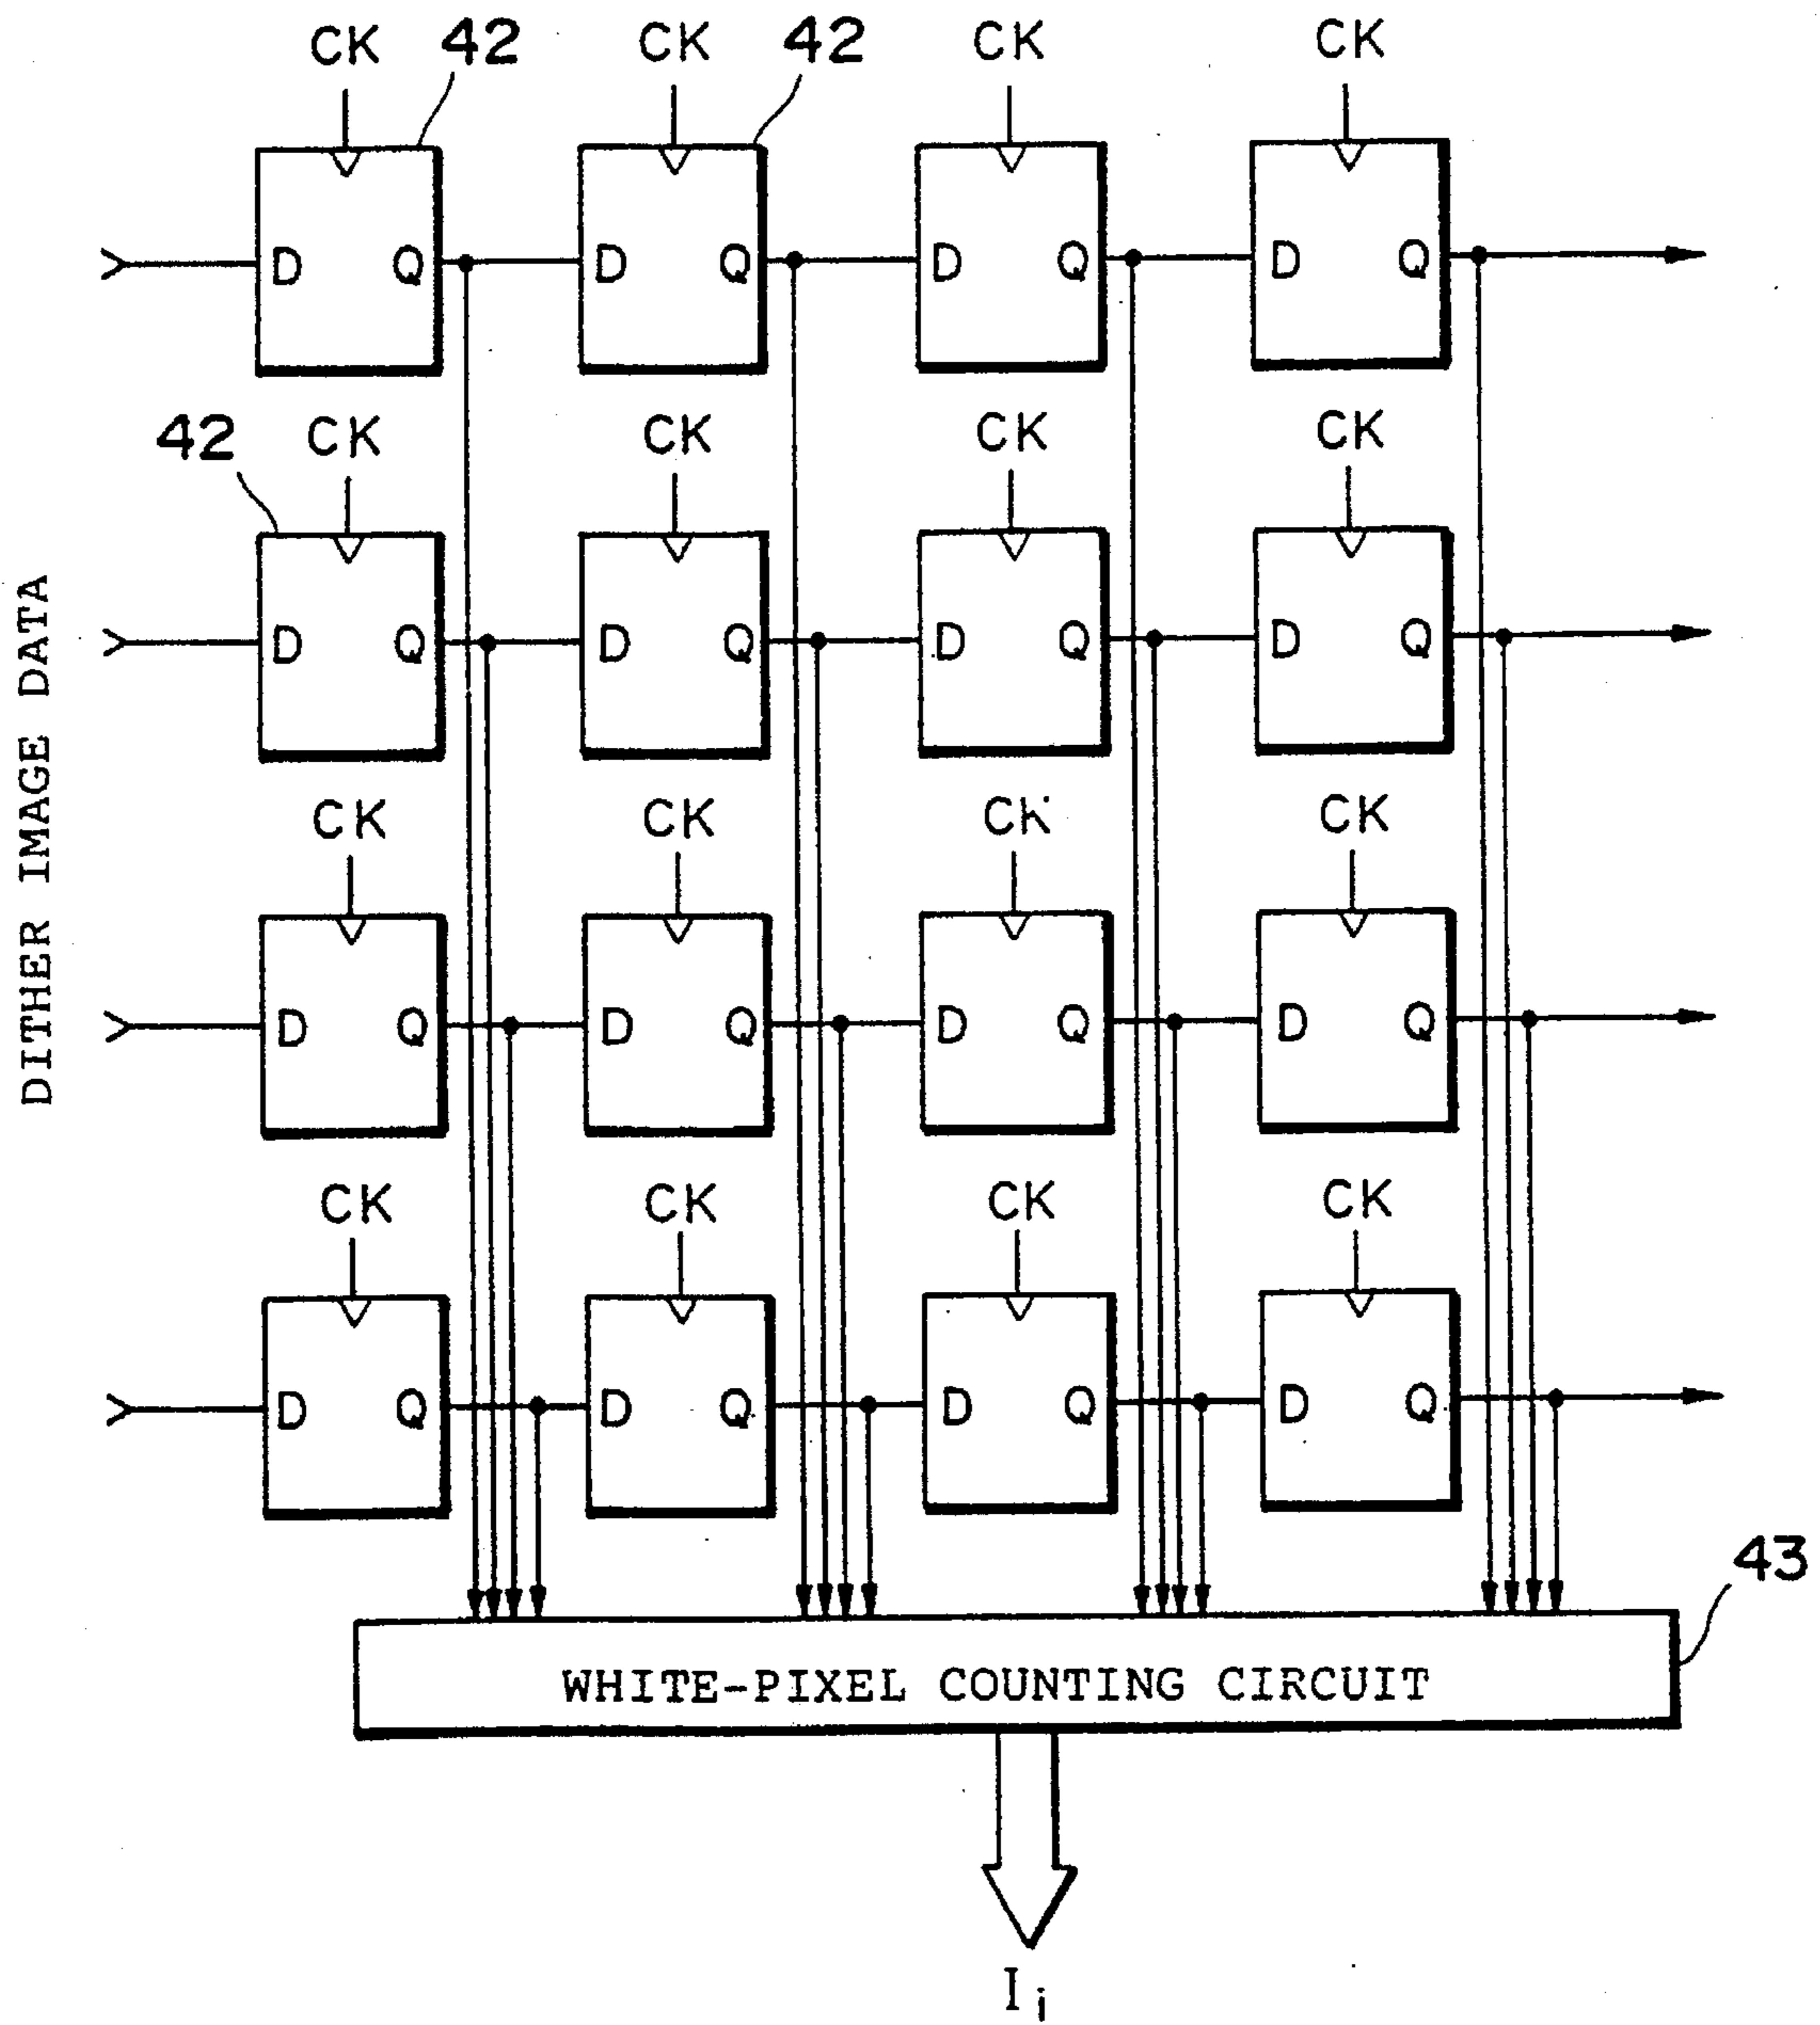 CK 42 CK 42 CK CK
D Q D Q D Q D Q
42 CK CK CK CK
D Q D Q D Q D Q
DITHER IMAGE DATA
CK CK CK CK
D Q D Q D Q D Q
CK CK CK CK
D Q D Q D Q D Q
43
WHITE-PIXEL COUNTING CIRCUIT
Ii